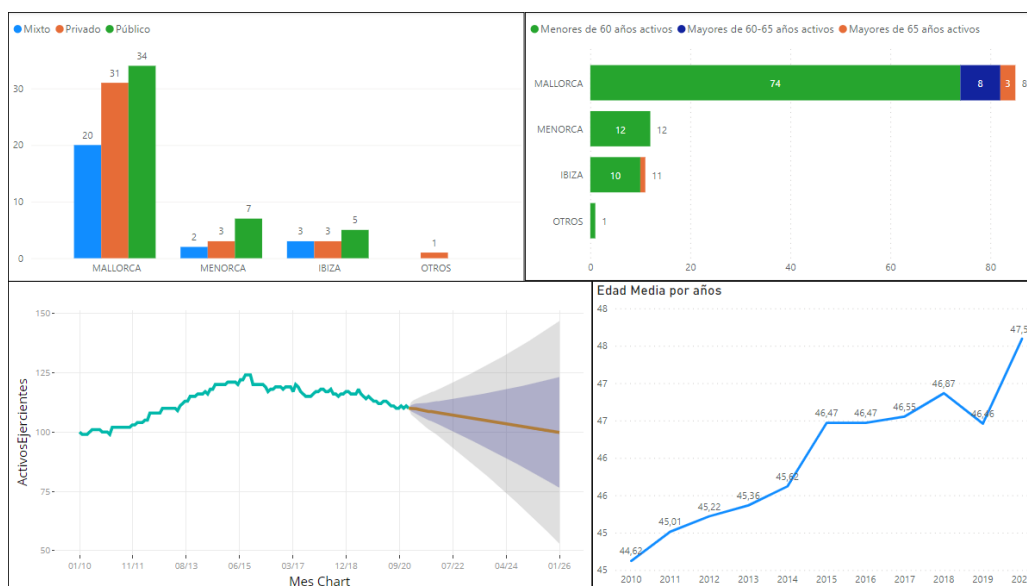 Mixto Privado Público
34
31
30
20
20
10
7
5
2
3
3
3
1
0
MALLORCA MENORCA IBIZA OTROS
Menores de 60 años activos Mayores de 60-65 años activos Mayores de 65 años activos
MALLORCA 74 8 3
MENORCA 12 12
IBIZA 10 11
OTROS 1
0 20 40 60 80
150
125
100
75
50
ActivosEjercientes
01/10 11/11 08/13 06/15 03/17 12/18 09/20 07/22 04/24 01/26
Mes Chart
Edad Media por años
48
48
47
47
46
46
45
45
44,62
45,01
45,22
45,36
45,62
46,47
46,47
46,55
46,87
46,46
2010 2011 2012 2013 2014 2015 2016 2017 2018 2019